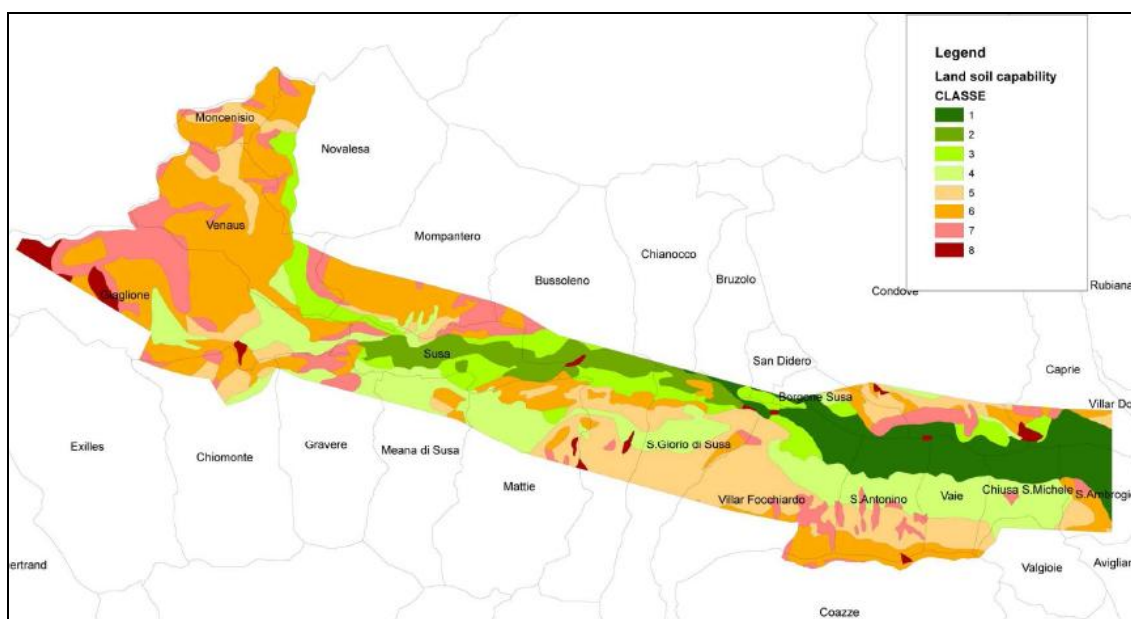 Legend
Land soil capability
CLASSE
1
2
3
4
5
6
7
8
Moncenisio
Novalesa
Venaus
Mompantero
Bussoleno
Chianocco
Bruzolo
Condove
Rubiana
Giaglione
Susa
San Didero
Caprie
Borgone Susa
Villar Do
Exilles
Chiomonte
Gravere
Meana di Susa
Mattie
S.Giorio di Susa
Villar Focchiardo
S.Antonino
Vaie
Chiusa S.Michele
S.Ambrogio
ertrand
Valgioie
Aviglian
Coazze